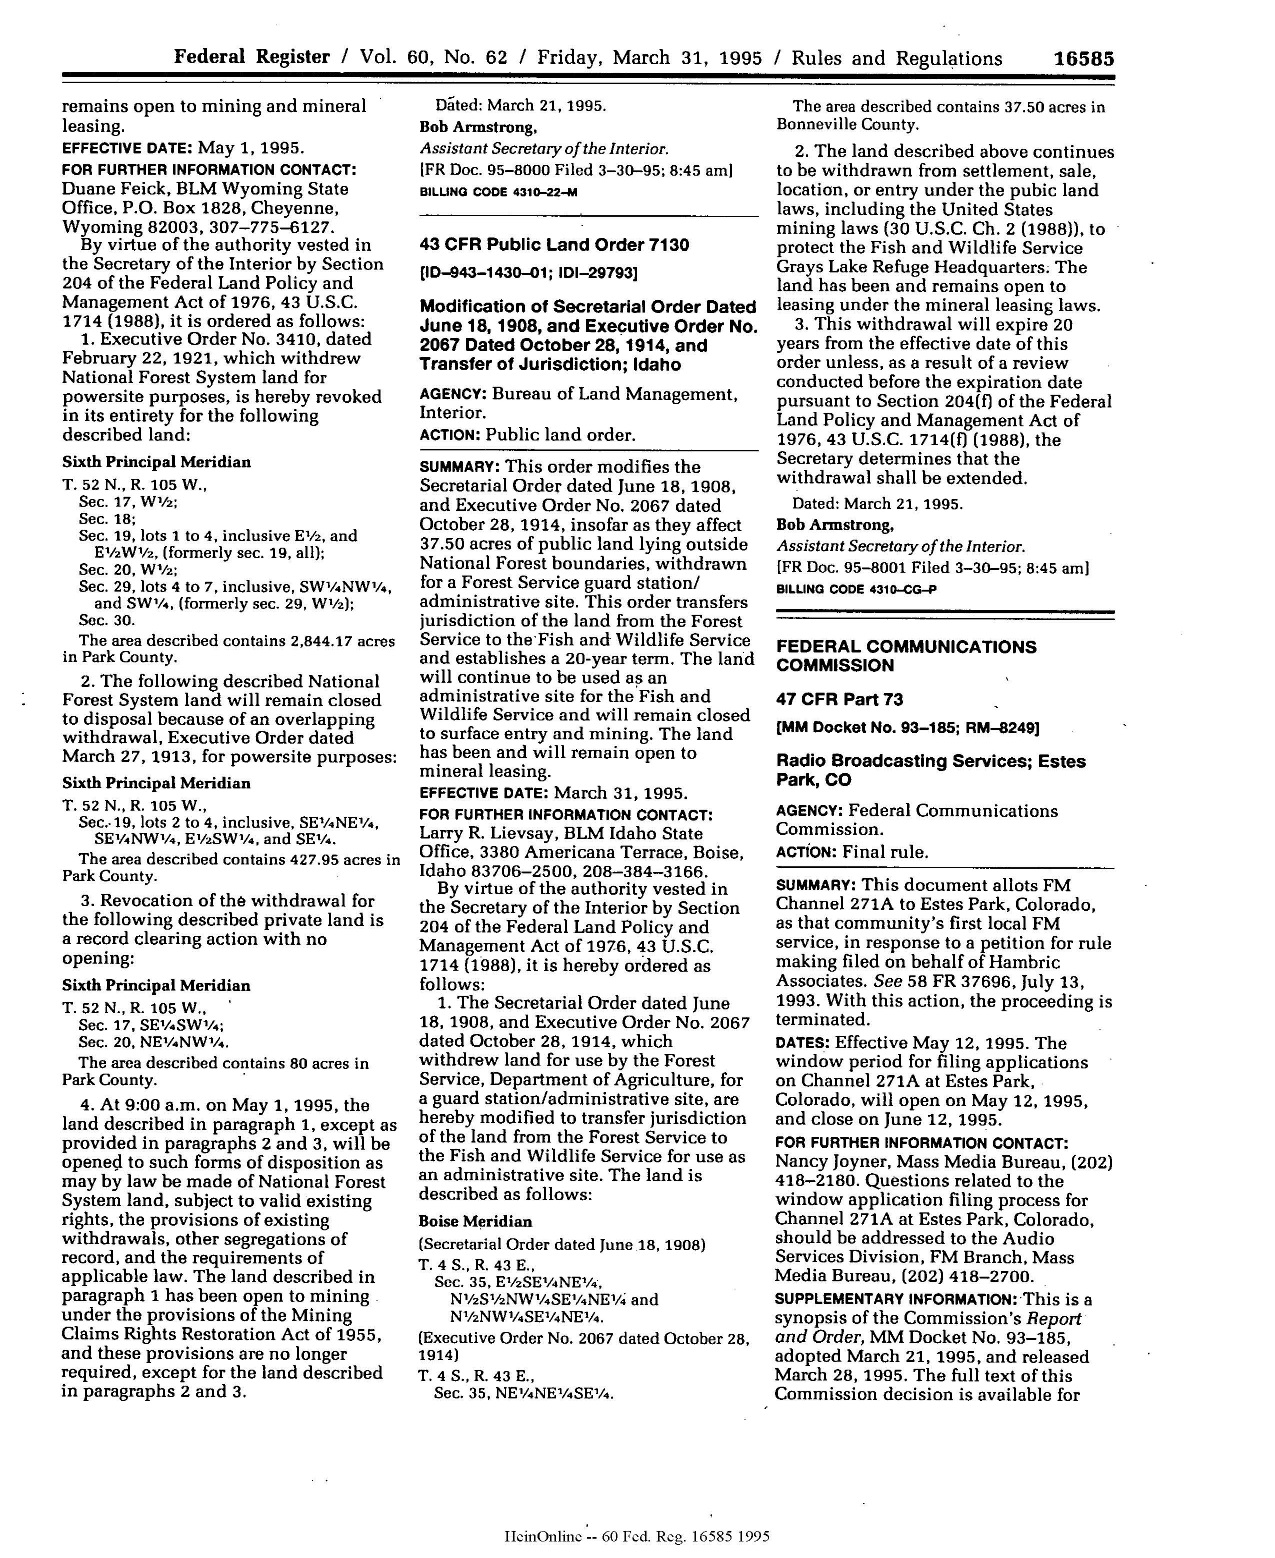 Federal Register / Vol. 60, No. 62 / Friday, March 31, 1995 / Rules and Regulations 16585
remains open to mining and mineral
leasing.
EFFECTIVE DATE: May 1, 1995.
FOR FURTHER INFORMATION CONTACT:
Duane Feick, BLM Wyoming State
Office, P.O. Box 1828, Cheyenne,
Wyoming 82003, 307–775–6127.
By virtue of the authority vested in
the Secretary of the Interior by Section
204 of the Federal Land Policy and
Management Act of 1976, 43 U.S.C.
1714 (1988), it is ordered as follows:
1. Executive Order No. 3410, dated
February 22, 1921, which withdrew
National Forest System land for
powersite purposes, is hereby revoked
in its entirety for the following
described land:
Sixth Principal Meridian
T. 52 N., R. 105 W.,
Sec. 17, W½;
Sec. 18;
Sec. 19, lots 1 to 4, inclusive E½, and
E½W½, (formerly sec. 19, all);
Sec. 20, W½;
Sec. 29, lots 4 to 7, inclusive, SW¼NW¼,
and SW¼, (formerly sec. 29, W½);
Sec. 30.
The area described contains 2,844.17 acres
in Park County.
2. The following described National
Forest System land will remain closed
to disposal because of an overlapping
withdrawal, Executive Order dated
March 27, 1913, for powersite purposes:
Sixth Principal Meridian
T. 52 N., R. 105 W.,
Sec. 19, lots 2 to 4, inclusive, SE¼NE¼,
SE¼NW¼, E½SW¼, and SE¼.
The area described contains 427.95 acres in
Park County.
3. Revocation of the withdrawal for
the following described private land is
a record clearing action with no
opening:
Sixth Principal Meridian
T. 52 N., R. 105 W.,
Sec. 17, SE¼SW¼;
Sec. 20, NE¼NW¼.
The area described contains 80 acres in
Park County.
4. At 9:00 a.m. on May 1, 1995, the
land described in paragraph 1, except as
provided in paragraphs 2 and 3, will be
opened to such forms of disposition as
may by law be made of National Forest
System land, subject to valid existing
rights, the provisions of existing
withdrawals, other segregations of
record, and the requirements of
applicable law. The land described in
paragraph 1 has been open to mining
under the provisions of the Mining
Claims Rights Restoration Act of 1955,
and these provisions are no longer
required, except for the land described
in paragraphs 2 and 3.
Dated: March 21, 1995.
Bob Armstrong,
Assistant Secretary of the Interior.
[FR Doc. 95–8000 Filed 3–30–95; 8:45 am]
BILLING CODE 4310–22–M
43 CFR Public Land Order 7130
[ID–943–1430–01; IDI–29793]
Modification of Secretarial Order Dated
June 18, 1908, and Executive Order No.
2067 Dated October 28, 1914, and
Transfer of Jurisdiction; Idaho
AGENCY: Bureau of Land Management,
Interior.
ACTION: Public land order.
SUMMARY: This order modifies the
Secretarial Order dated June 18, 1908,
and Executive Order No. 2067 dated
October 28, 1914, insofar as they affect
37.50 acres of public land lying outside
National Forest boundaries, withdrawn
for a Forest Service guard station/
administrative site. This order transfers
jurisdiction of the land from the Forest
Service to the Fish and Wildlife Service
and establishes a 20-year term. The land
will continue to be used as an
administrative site for the Fish and
Wildlife Service and will remain closed
to surface entry and mining. The land
has been and will remain open to
mineral leasing.
EFFECTIVE DATE: March 31, 1995.
FOR FURTHER INFORMATION CONTACT:
Larry R. Lievsay, BLM Idaho State
Office, 3380 Americana Terrace, Boise,
Idaho 83706–2500, 208–384–3166.
By virtue of the authority vested in
the Secretary of the Interior by Section
204 of the Federal Land Policy and
Management Act of 1976, 43 U.S.C.
1714 (1988), it is hereby ordered as
follows:
1. The Secretarial Order dated June
18, 1908, and Executive Order No. 2067
dated October 28, 1914, which
withdrew land for use by the Forest
Service, Department of Agriculture, for
a guard station/administrative site, are
hereby modified to transfer jurisdiction
of the land from the Forest Service to
the Fish and Wildlife Service for use as
an administrative site. The land is
described as follows:
Boise Meridian
(Secretarial Order dated June 18, 1908)
T. 4 S., R. 43 E.,
Sec. 35, E½SE¼NE¼,
N½S½NW¼SE¼NE¼ and
N½NW¼SE¼NE¼.
(Executive Order No. 2067 dated October 28,
1914)
T. 4 S., R. 43 E.,
Sec. 35, NE¼NE¼SE¼.
The area described contains 37.50 acres in
Bonneville County.
2. The land described above continues
to be withdrawn from settlement, sale,
location, or entry under the pubic land
laws, including the United States
mining laws (30 U.S.C. Ch. 2 (1988)), to
protect the Fish and Wildlife Service
Grays Lake Refuge Headquarters. The
land has been and remains open to
leasing under the mineral leasing laws.
3. This withdrawal will expire 20
years from the effective date of this
order unless, as a result of a review
conducted before the expiration date
pursuant to Section 204(f) of the Federal
Land Policy and Management Act of
1976, 43 U.S.C. 1714(f) (1988), the
Secretary determines that the
withdrawal shall be extended.
Dated: March 21, 1995.
Bob Armstrong,
Assistant Secretary of the Interior.
[FR Doc. 95–8001 Filed 3–30–95; 8:45 am]
BILLING CODE 4310–CG–P
FEDERAL COMMUNICATIONS
COMMISSION
47 CFR Part 73
[MM Docket No. 93–185; RM–8249]
Radio Broadcasting Services; Estes
Park, CO
AGENCY: Federal Communications
Commission.
ACTION: Final rule.
SUMMARY: This document allots FM
Channel 271A to Estes Park, Colorado,
as that community's first local FM
service, in response to a petition for rule
making filed on behalf of Hambric
Associates. See 58 FR 37696, July 13,
1993. With this action, the proceeding is
terminated.
DATES: Effective May 12, 1995. The
window period for filing applications
on Channel 271A at Estes Park,
Colorado, will open on May 12, 1995,
and close on June 12, 1995.
FOR FURTHER INFORMATION CONTACT:
Nancy Joyner, Mass Media Bureau, (202)
418–2180. Questions related to the
window application filing process for
Channel 271A at Estes Park, Colorado,
should be addressed to the Audio
Services Division, FM Branch, Mass
Media Bureau, (202) 418–2700.
SUPPLEMENTARY INFORMATION: This is a
synopsis of the Commission's Report
and Order, MM Docket No. 93–185,
adopted March 21, 1995, and released
March 28, 1995. The full text of this
Commission decision is available for
HeinOnline -- 60 Fed. Reg. 16585 1995